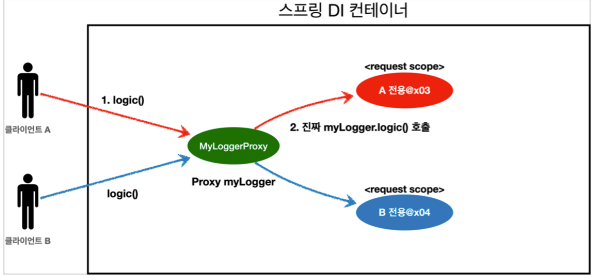 스프링 DI 컨테이너
<request scope>
A 전용@x03
1. logic()
클라이언트 A
2. 진짜 myLogger.logic() 호출
MyLoggerProxy
Proxy myLogger
<request scope>
logic()
B 전용@x04
클라이언트 B